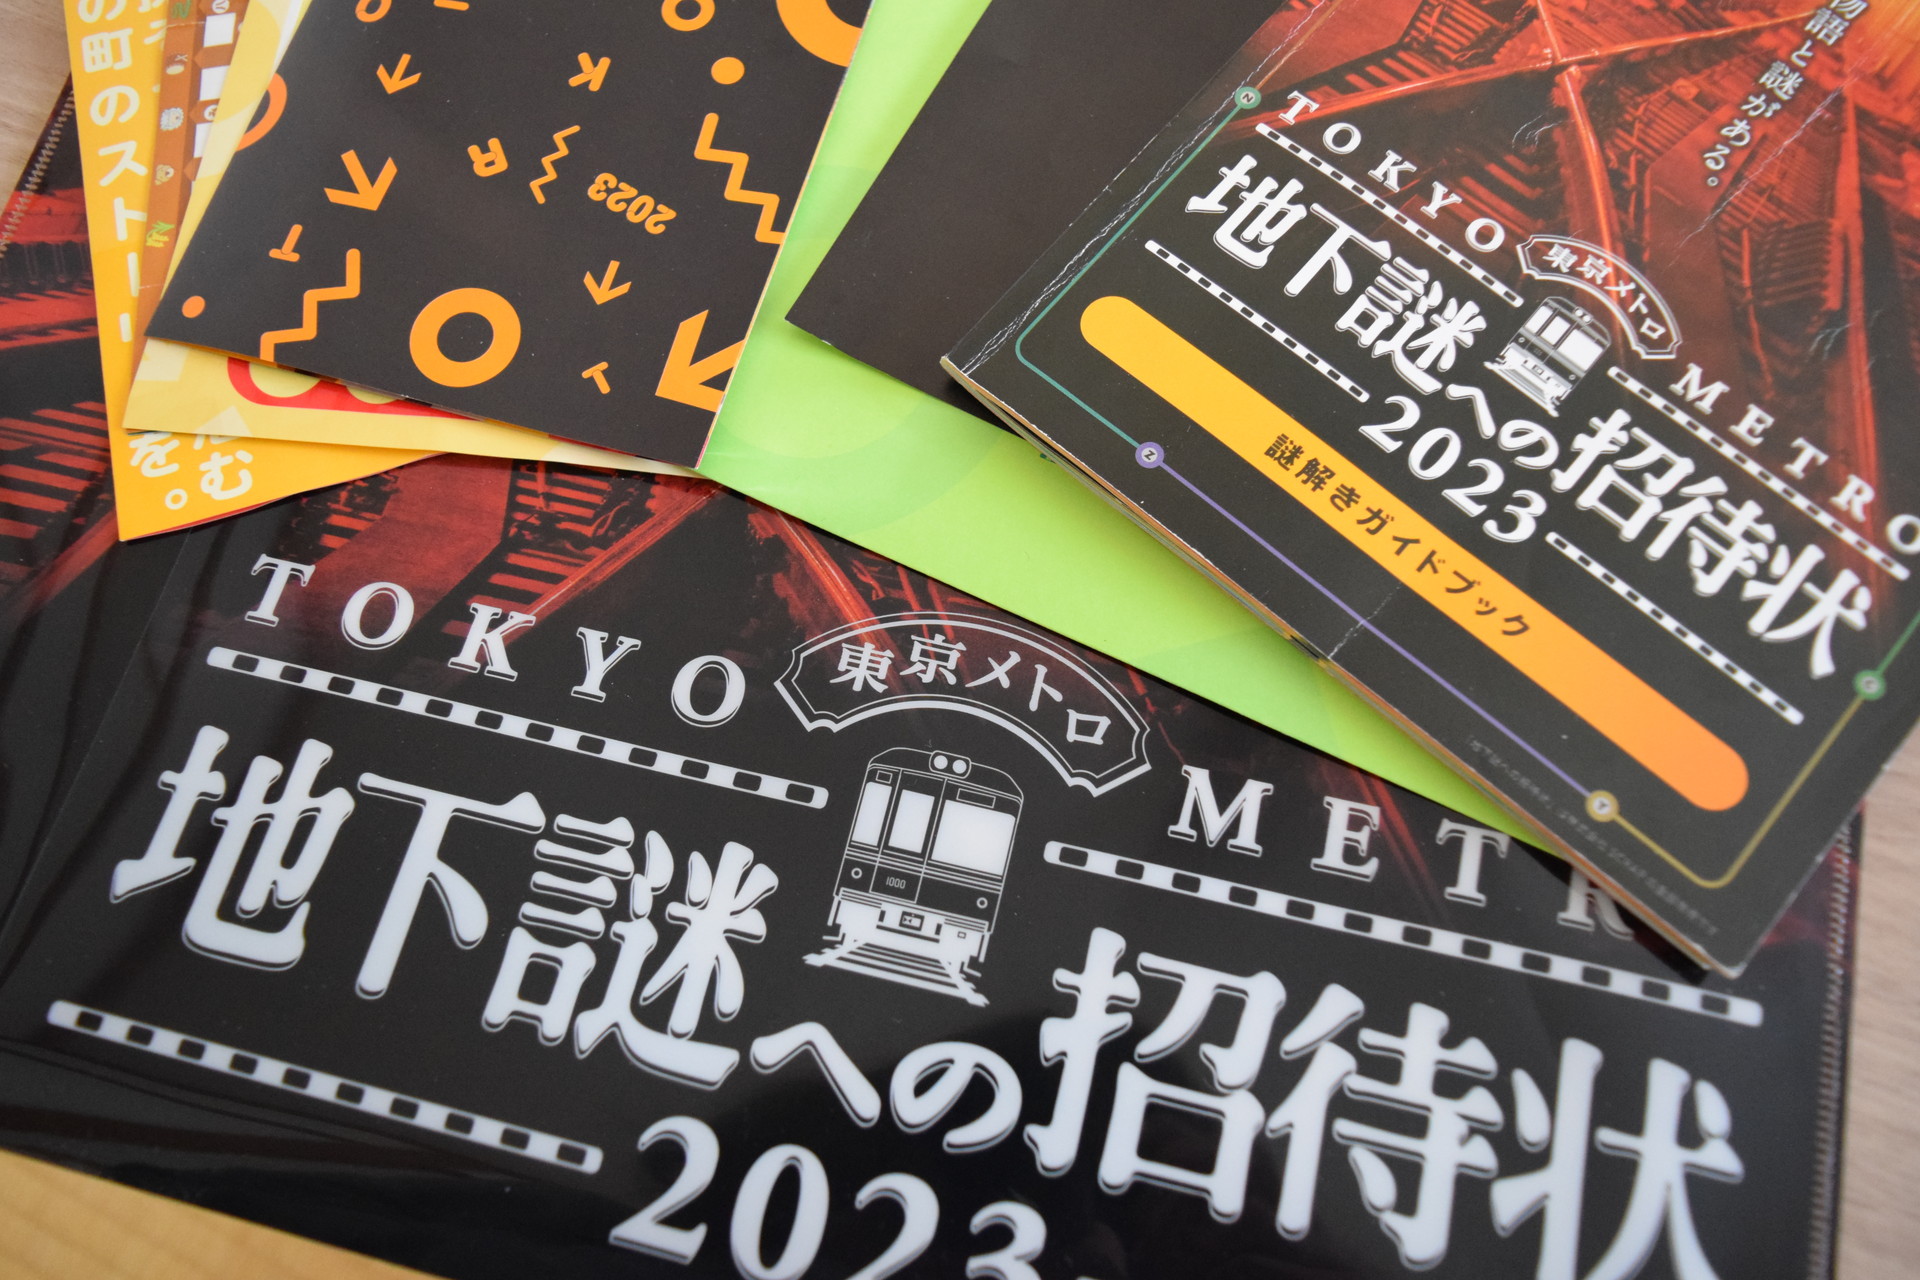 の町のストー
む
を。
K
R
2023
T
T
物語と謎がある。
TOKYO
東京メトロ
METRO
地下謎への招待状
2023
謎解きガイドブック
N
Z
Y
TOKYO
東京メトロ
METR
地下謎への招待状
1000
2023